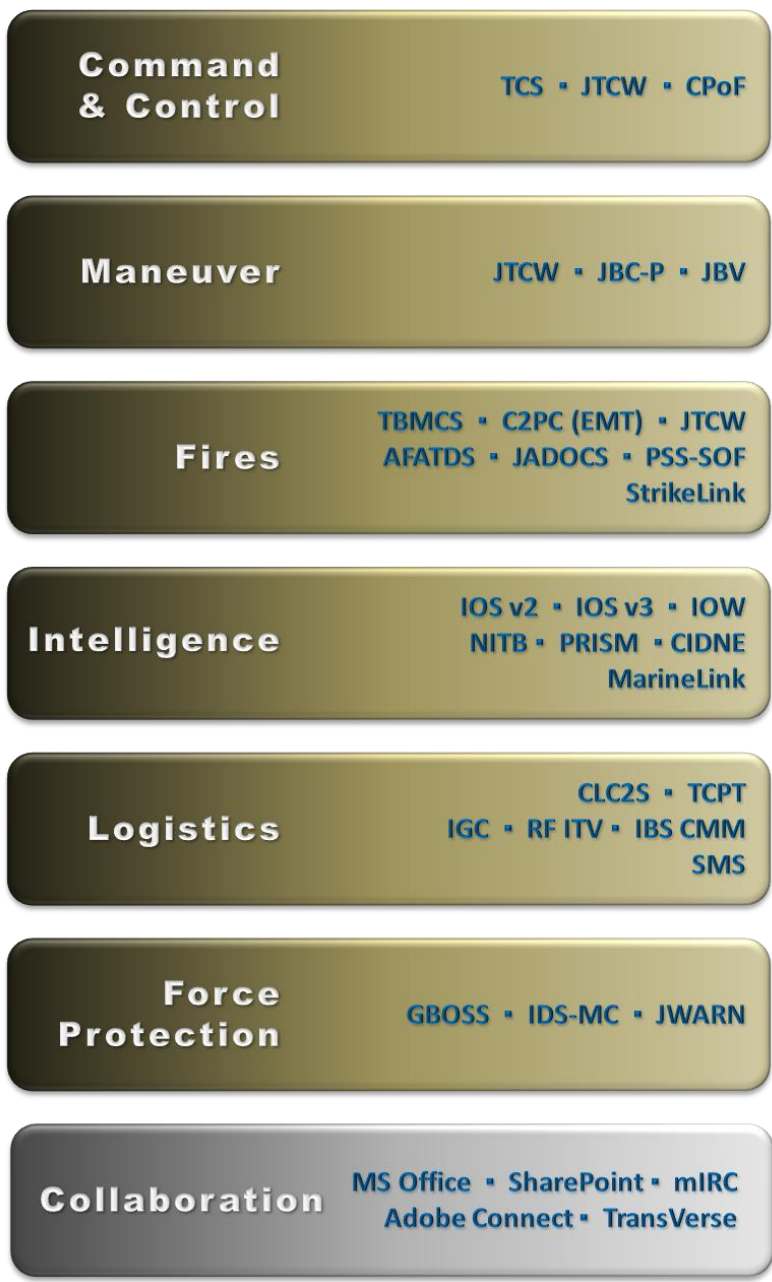 Command
& Control
TCS ▪ JTCW ▪ CPoF
Maneuver
JTCW ▪ JBC-P ▪ JBV
Fires
TBMCS ▪ C2PC (EMT) ▪ JTCW
AFATDS ▪ JADOCS ▪ PSS-SOF
StrikeLink
Intelligence
IOS v2 ▪ IOS v3 ▪ IOW
NITB ▪ PRISM ▪ CIDNE
MarineLink
Logistics
CLC2S ▪ TCPT
IGC ▪ RF ITV ▪ IBS CMM
SMS
Force
Protection
GBOSS ▪ IDS-MC ▪ JWARN
Collaboration
MS Office ▪ SharePoint ▪ mIRC
Adobe Connect ▪ TransVerse